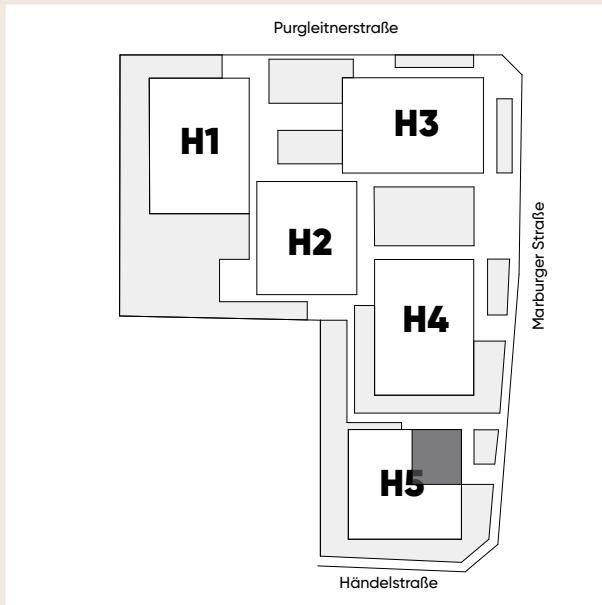 Purgleitnerstraße
H3
H1
H2
Marburger Straße
H4
H5
Händelstraße